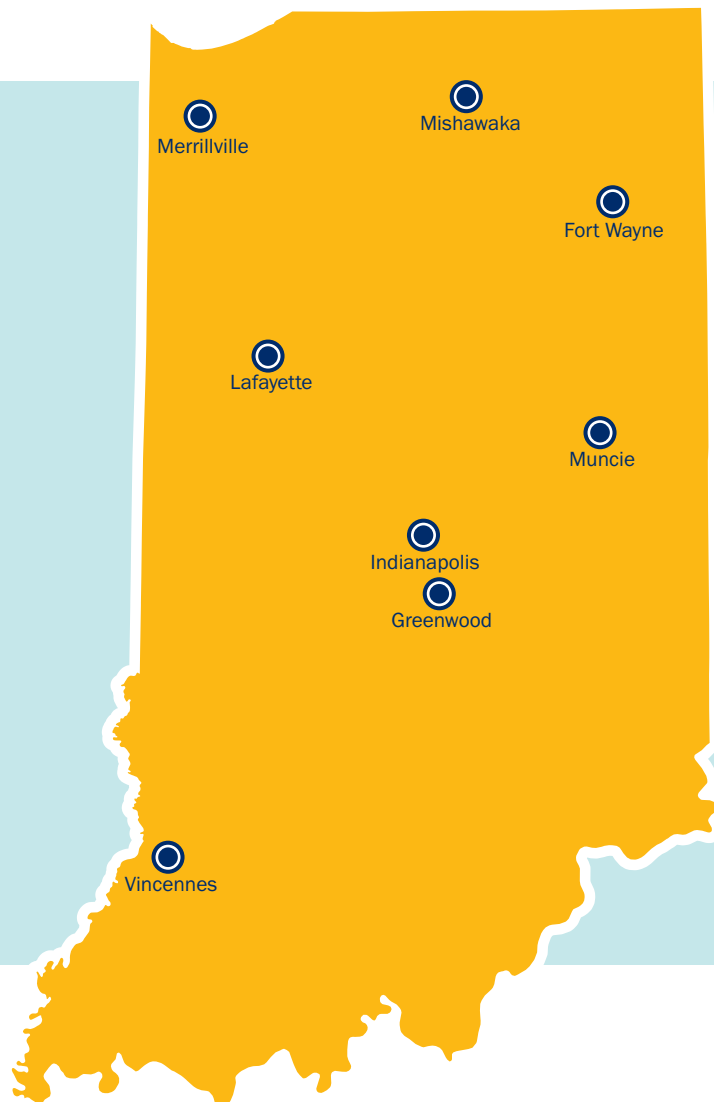 Mishawaka
Merrillville
Fort Wayne
Lafayette
Muncie
Indianapolis
Greenwood
Vincennes